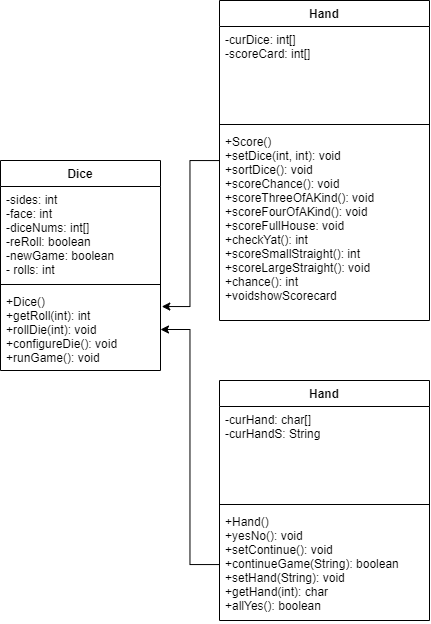 Hand
-curDice: int[]
-scoreCard: int[]
+Score()
+setDice(int, int): void
+sortDice(): void
+scoreChance(): void
+scoreThreeOfAKind(): void
+scoreFourOfAKind(): void
+scoreFullHouse: void
+checkYat(): int
+scoreSmallStraight(): int
+scoreLargeStraight(): void
+chance(): int
+voidshowScorecard
Dice
-sides: int
-face: int
-diceNums: int[]
-reRoll: boolean
-newGame: boolean
- rolls: int
+Dice()
+getRoll(int): int
+rollDie(int): void
+configureDie(): void
+runGame(): void
Hand
-curHand: char[]
-curHandS: String
+Hand()
+yesNo(): void
+setContinue(): void
+continueGame(String): boolean
+setHand(String): void
+getHand(int): char
+allYes(): boolean